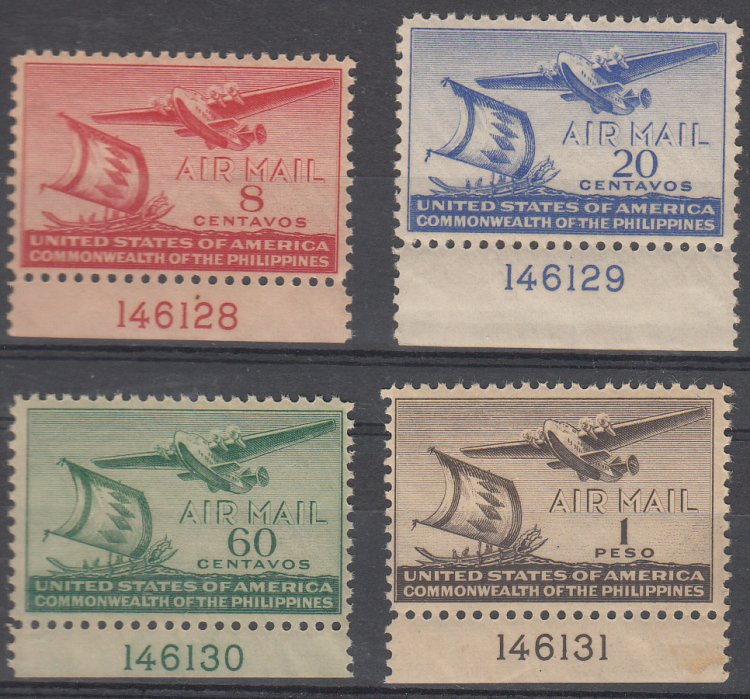 AIR MAIL
8
CENTAVOS
UNITED STATES OF AMERICA
COMMONWEALTH OF THE PHILIPPINES
146128
AIR MAIL
20
CENTAVOS
UNITED STATES OF AMERICA
COMMONWEALTH OF THE PHILIPPINES
146129
AIR MAIL
60
CENTAVOS
UNITED STATES OF AMERICA
COMMONWEALTH OF THE PHILIPPINES
146130
AIR MAIL
1
PESO
UNITED STATES OF AMERICA
COMMONWEALTH OF THE PHILIPPINES
146131